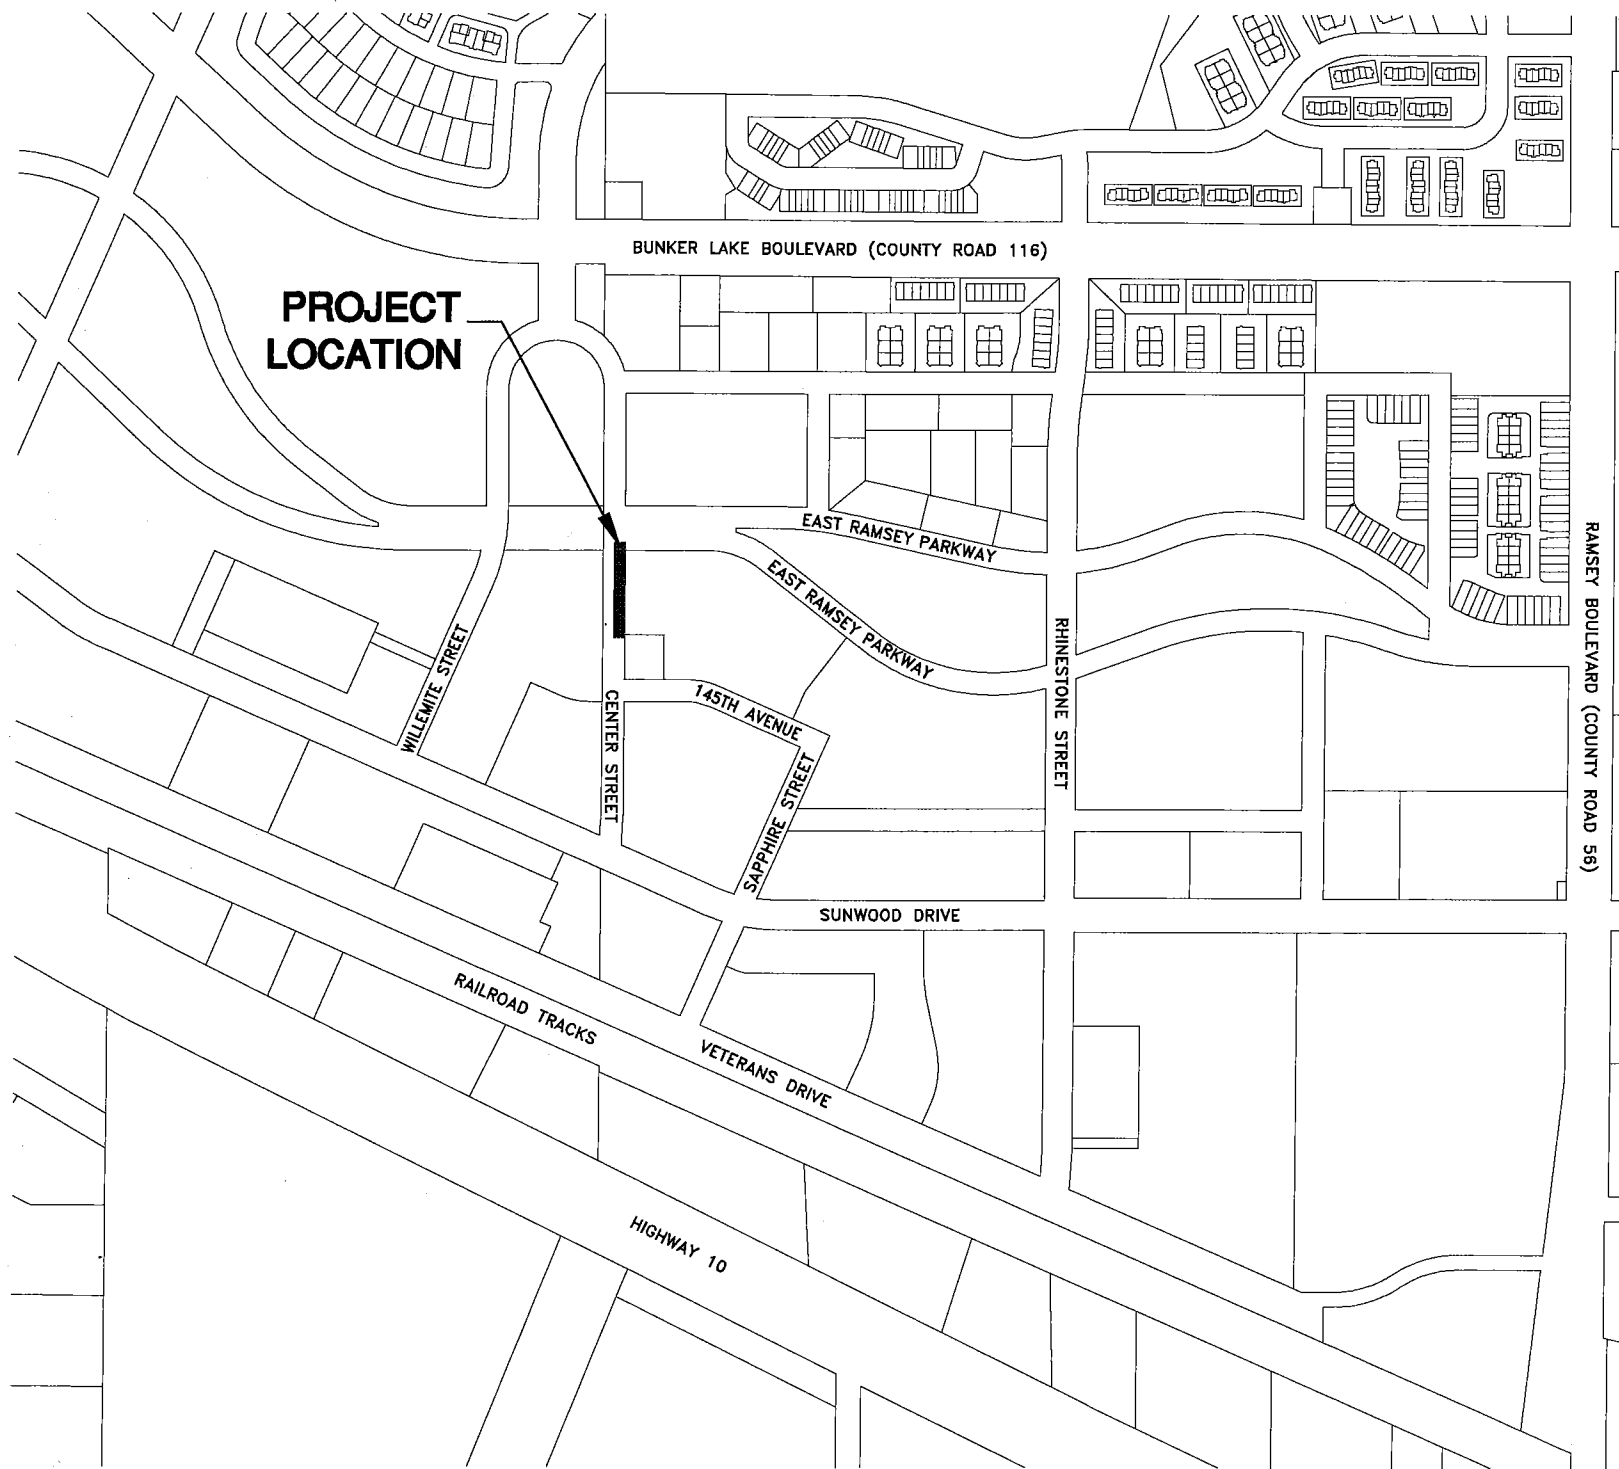 BUNKER LAKE BOULEVARD (COUNTY ROAD 116)
PROJECT
LOCATION
EAST RAMSEY PARKWAY
EAST RAMSEY PARKWAY
RAMSEY BOULEVARD (COUNTY ROAD 56)
WILLEMITE STREET
RHINESTONE STREET
145TH AVENUE
CENTER STREET
SAPPHIRE STREET
SUNWOOD DRIVE
RAILROAD TRACKS
VETERANS DRIVE
HIGHWAY 10